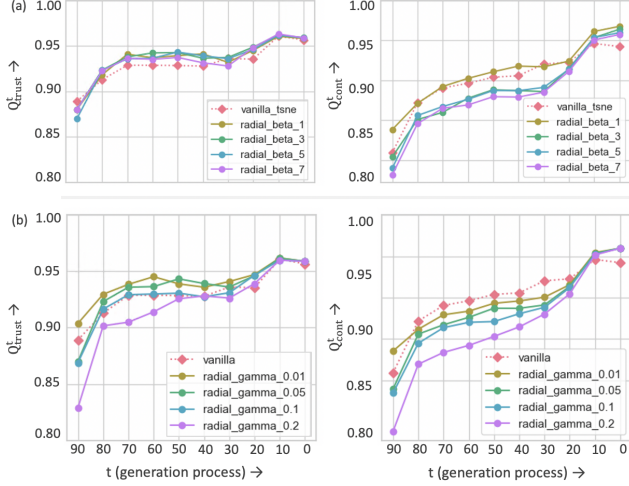 (a)
1.00
0.95
0.90
0.85
0.80
Q^t_trust →
vanilla_tsne
radial_beta_1
radial_beta_3
radial_beta_5
radial_beta_7
1.00
0.95
0.90
0.85
0.80
Q^t_cont →
vanilla_tsne
radial_beta_1
radial_beta_3
radial_beta_5
radial_beta_7
(b)
1.00
0.95
0.90
0.85
0.80
Q^t_trust →
vanilla
radial_gamma_0.01
radial_gamma_0.05
radial_gamma_0.1
radial_gamma_0.2
90 80 70 60 50 40 30 20 10 0
t (generation process) →
1.00
0.95
0.90
0.85
0.80
Q^t_cont →
vanilla
radial_gamma_0.01
radial_gamma_0.05
radial_gamma_0.1
radial_gamma_0.2
90 80 70 60 50 40 30 20 10 0
t (generation process) →